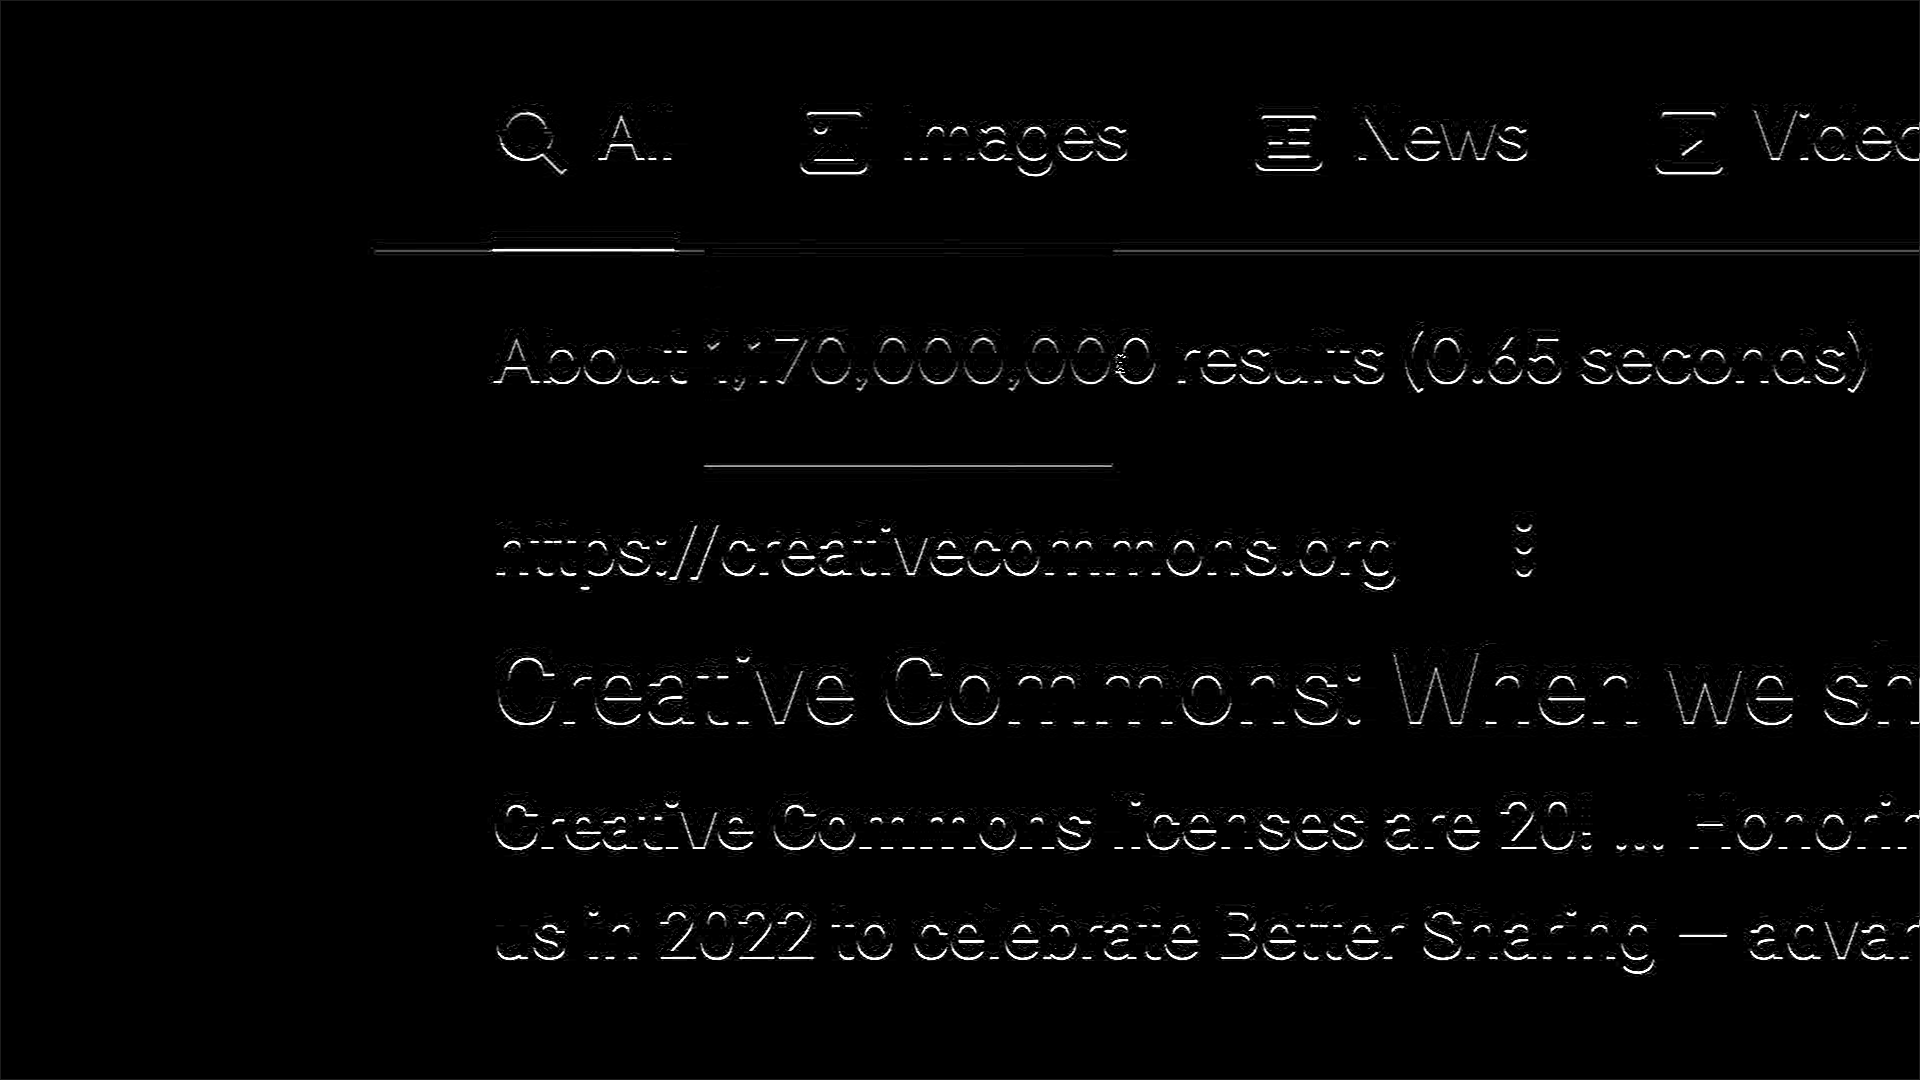 All Images News Video
About 1,170,000,000 results (0.65 seconds)
https://creativecommons.org
Creative Commons: When we sh
Creative Commons licenses are 20! ... Honorin
us in 2022 to celebrate Better Sharing — advan